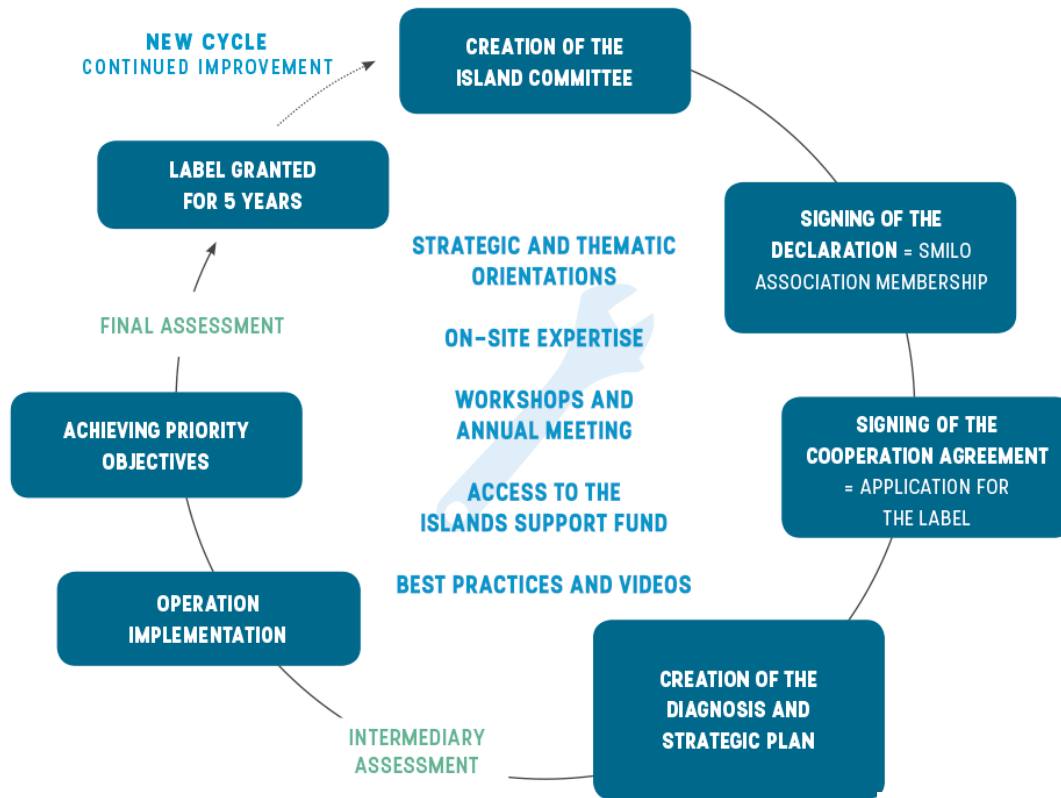 NEW CYCLE
CONTINUED IMPROVEMENT
CREATION OF THE
ISLAND COMMITTEE
LABEL GRANTED
FOR 5 YEARS
SIGNING OF THE
DECLARATION = SMILO
ASSOCIATION MEMBERSHIP
STRATEGIC AND THEMATIC
ORIENTATIONS
ON-SITE EXPERTISE
WORKSHOPS AND
ANNUAL MEETING
ACCESS TO THE
ISLANDS SUPPORT FUND
BEST PRACTICES AND VIDEOS
FINAL ASSESSMENT
ACHIEVING PRIORITY
OBJECTIVES
SIGNING OF THE
COOPERATION AGREEMENT
= APPLICATION FOR
THE LABEL
OPERATION
IMPLEMENTATION
CREATION OF THE
DIAGNOSIS AND
STRATEGIC PLAN
INTERMEDIARY
ASSESSMENT